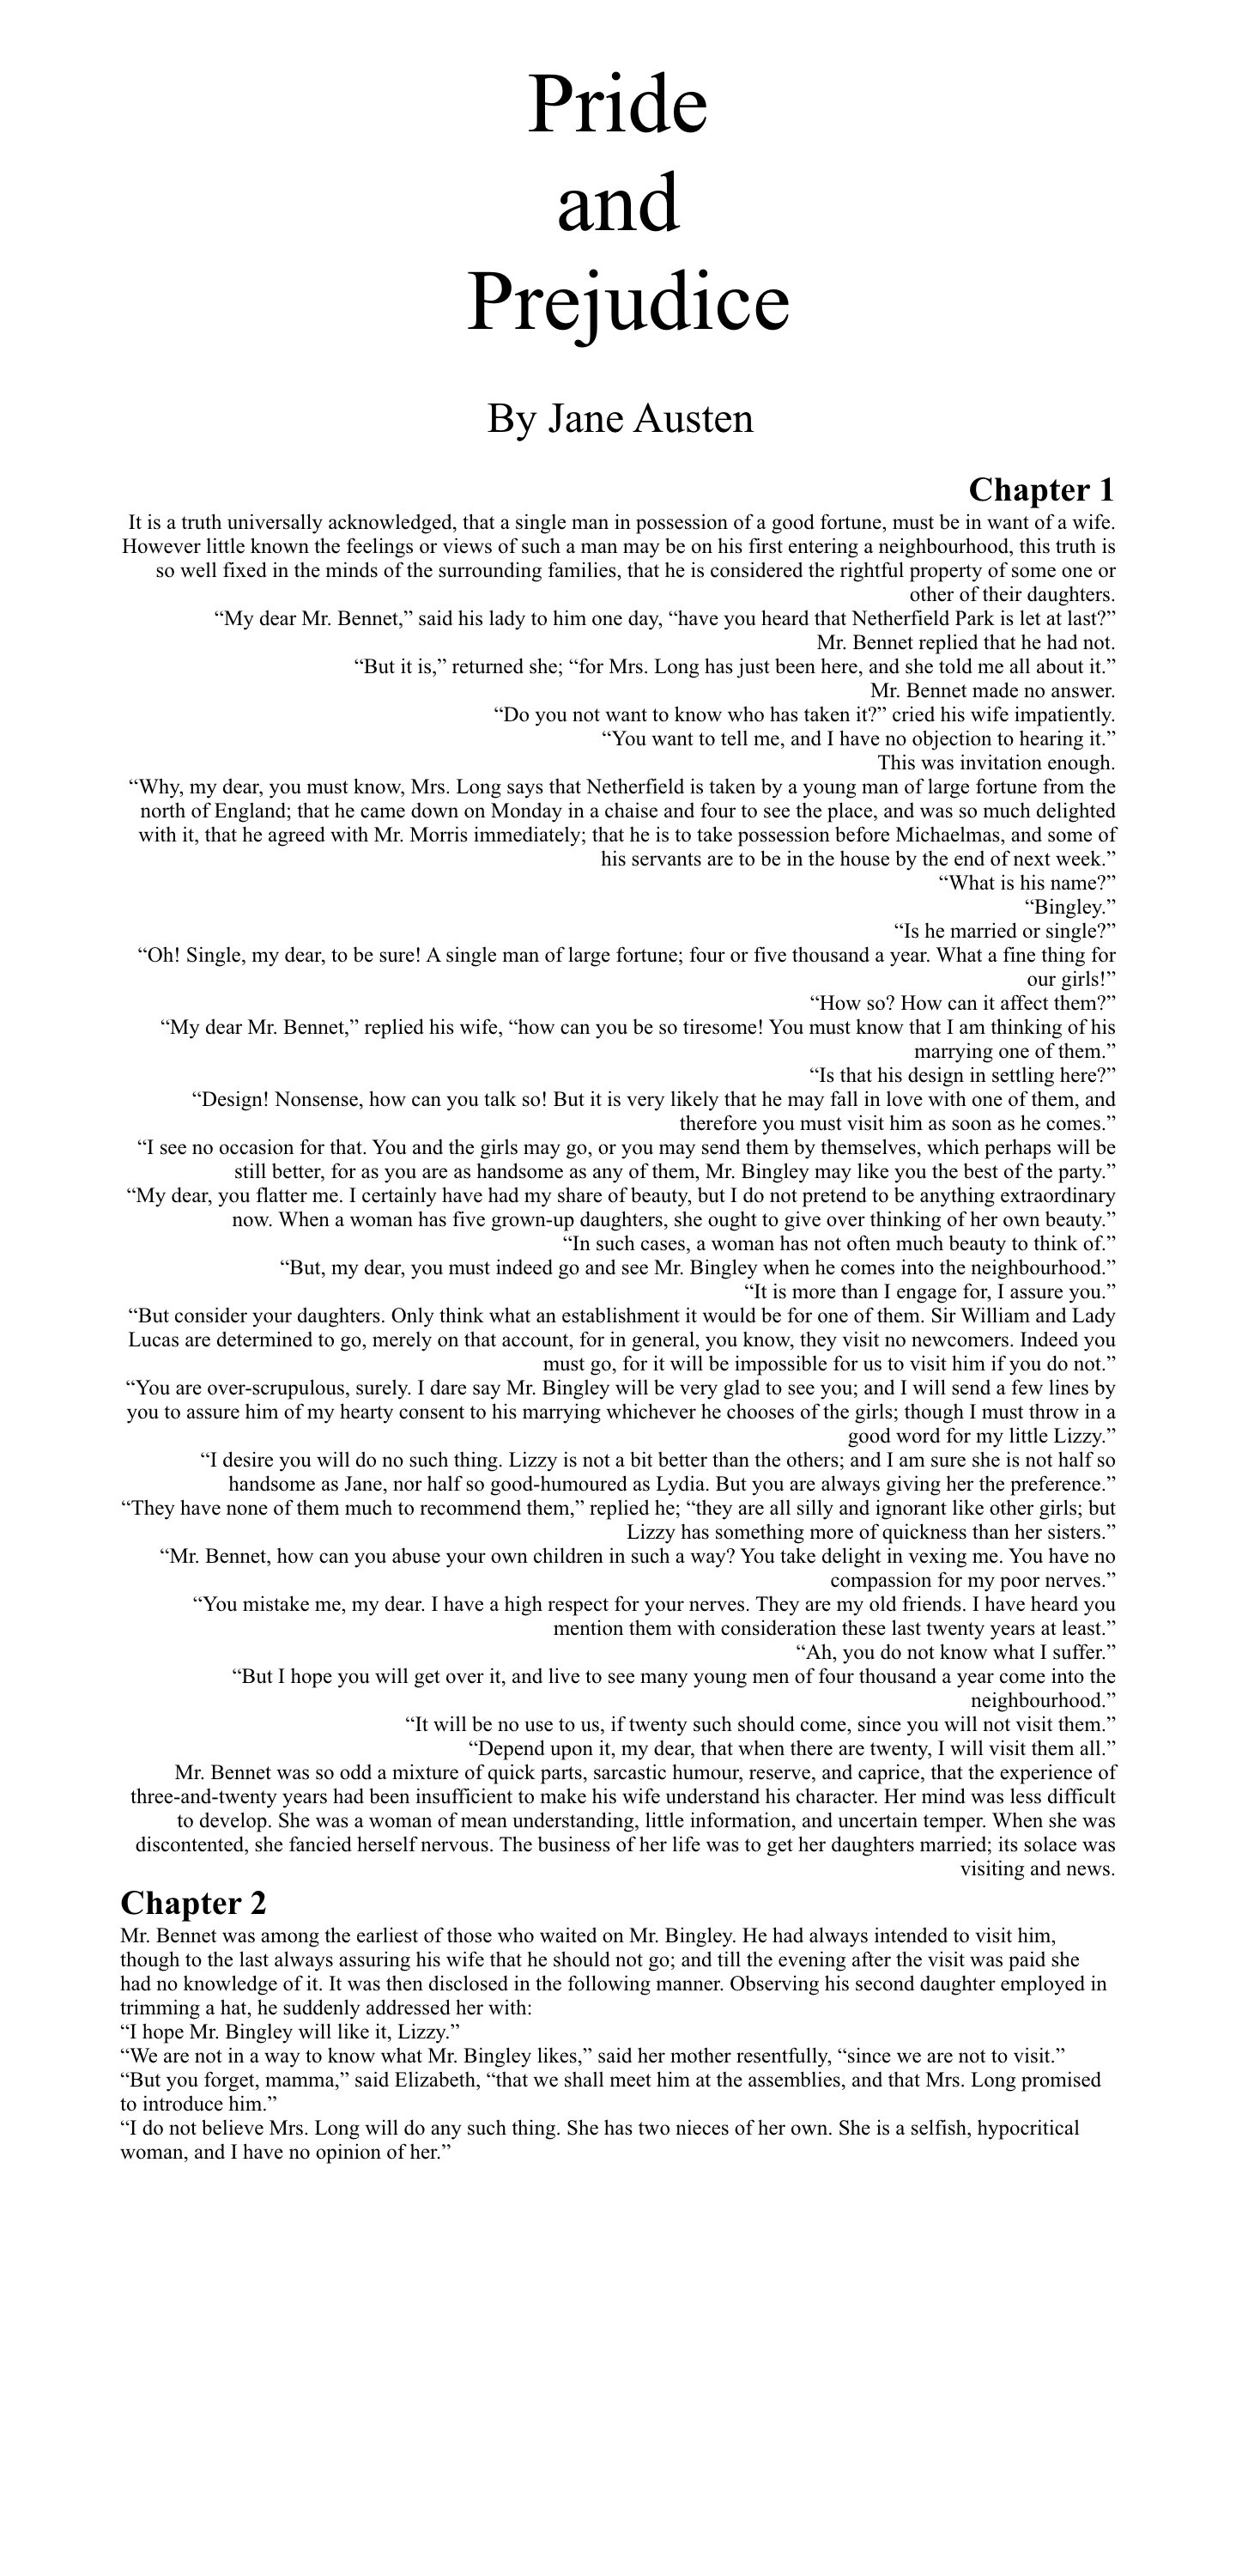 Pride
and
Prejudice
By Jane Austen
Chapter 1
It is a truth universally acknowledged, that a single man in possession of a good fortune, must be in want of a wife.
However little known the feelings or views of such a man may be on his first entering a neighbourhood, this truth is
so well fixed in the minds of the surrounding families, that he is considered the rightful property of some one or
other of their daughters.
“My dear Mr. Bennet,” said his lady to him one day, “have you heard that Netherfield Park is let at last?”
Mr. Bennet replied that he had not.
“But it is,” returned she; “for Mrs. Long has just been here, and she told me all about it.”
Mr. Bennet made no answer.
“Do you not want to know who has taken it?” cried his wife impatiently.
“You want to tell me, and I have no objection to hearing it.”
This was invitation enough.
“Why, my dear, you must know, Mrs. Long says that Netherfield is taken by a young man of large fortune from the
north of England; that he came down on Monday in a chaise and four to see the place, and was so much delighted
with it, that he agreed with Mr. Morris immediately; that he is to take possession before Michaelmas, and some of
his servants are to be in the house by the end of next week.”
“What is his name?”
“Bingley.”
“Is he married or single?”
“Oh! Single, my dear, to be sure! A single man of large fortune; four or five thousand a year. What a fine thing for
our girls!”
“How so? How can it affect them?”
“My dear Mr. Bennet,” replied his wife, “how can you be so tiresome! You must know that I am thinking of his
marrying one of them.”
“Is that his design in settling here?”
“Design! Nonsense, how can you talk so! But it is very likely that he may fall in love with one of them, and
therefore you must visit him as soon as he comes.”
“I see no occasion for that. You and the girls may go, or you may send them by themselves, which perhaps will be
still better, for as you are as handsome as any of them, Mr. Bingley may like you the best of the party.”
“My dear, you flatter me. I certainly have had my share of beauty, but I do not pretend to be anything extraordinary
now. When a woman has five grown-up daughters, she ought to give over thinking of her own beauty.”
“In such cases, a woman has not often much beauty to think of.”
“But, my dear, you must indeed go and see Mr. Bingley when he comes into the neighbourhood.”
“It is more than I engage for, I assure you.”
“But consider your daughters. Only think what an establishment it would be for one of them. Sir William and Lady
Lucas are determined to go, merely on that account, for in general, you know, they visit no newcomers. Indeed you
must go, for it will be impossible for us to visit him if you do not.”
“You are over-scrupulous, surely. I dare say Mr. Bingley will be very glad to see you; and I will send a few lines by
you to assure him of my hearty consent to his marrying whichever he chooses of the girls; though I must throw in a
good word for my little Lizzy.”
“I desire you will do no such thing. Lizzy is not a bit better than the others; and I am sure she is not half so
handsome as Jane, nor half so good-humoured as Lydia. But you are always giving her the preference.”
“They have none of them much to recommend them,” replied he; “they are all silly and ignorant like other girls; but
Lizzy has something more of quickness than her sisters.”
“Mr. Bennet, how can you abuse your own children in such a way? You take delight in vexing me. You have no
compassion for my poor nerves.”
“You mistake me, my dear. I have a high respect for your nerves. They are my old friends. I have heard you
mention them with consideration these last twenty years at least.”
“Ah, you do not know what I suffer.”
“But I hope you will get over it, and live to see many young men of four thousand a year come into the
neighbourhood.”
“It will be no use to us, if twenty such should come, since you will not visit them.”
“Depend upon it, my dear, that when there are twenty, I will visit them all.”
Mr. Bennet was so odd a mixture of quick parts, sarcastic humour, reserve, and caprice, that the experience of
three-and-twenty years had been insufficient to make his wife understand his character. Her mind was less difficult
to develop. She was a woman of mean understanding, little information, and uncertain temper. When she was
discontented, she fancied herself nervous. The business of her life was to get her daughters married; its solace was
visiting and news.
Chapter 2
Mr. Bennet was among the earliest of those who waited on Mr. Bingley. He had always intended to visit him,
though to the last always assuring his wife that he should not go; and till the evening after the visit was paid she
had no knowledge of it. It was then disclosed in the following manner. Observing his second daughter employed in
trimming a hat, he suddenly addressed her with:
“I hope Mr. Bingley will like it, Lizzy.”
“We are not in a way to know what Mr. Bingley likes,” said her mother resentfully, “since we are not to visit.”
“But you forget, mamma,” said Elizabeth, “that we shall meet him at the assemblies, and that Mrs. Long promised
to introduce him.”
“I do not believe Mrs. Long will do any such thing. She has two nieces of her own. She is a selfish, hypocritical
woman, and I have no opinion of her.”